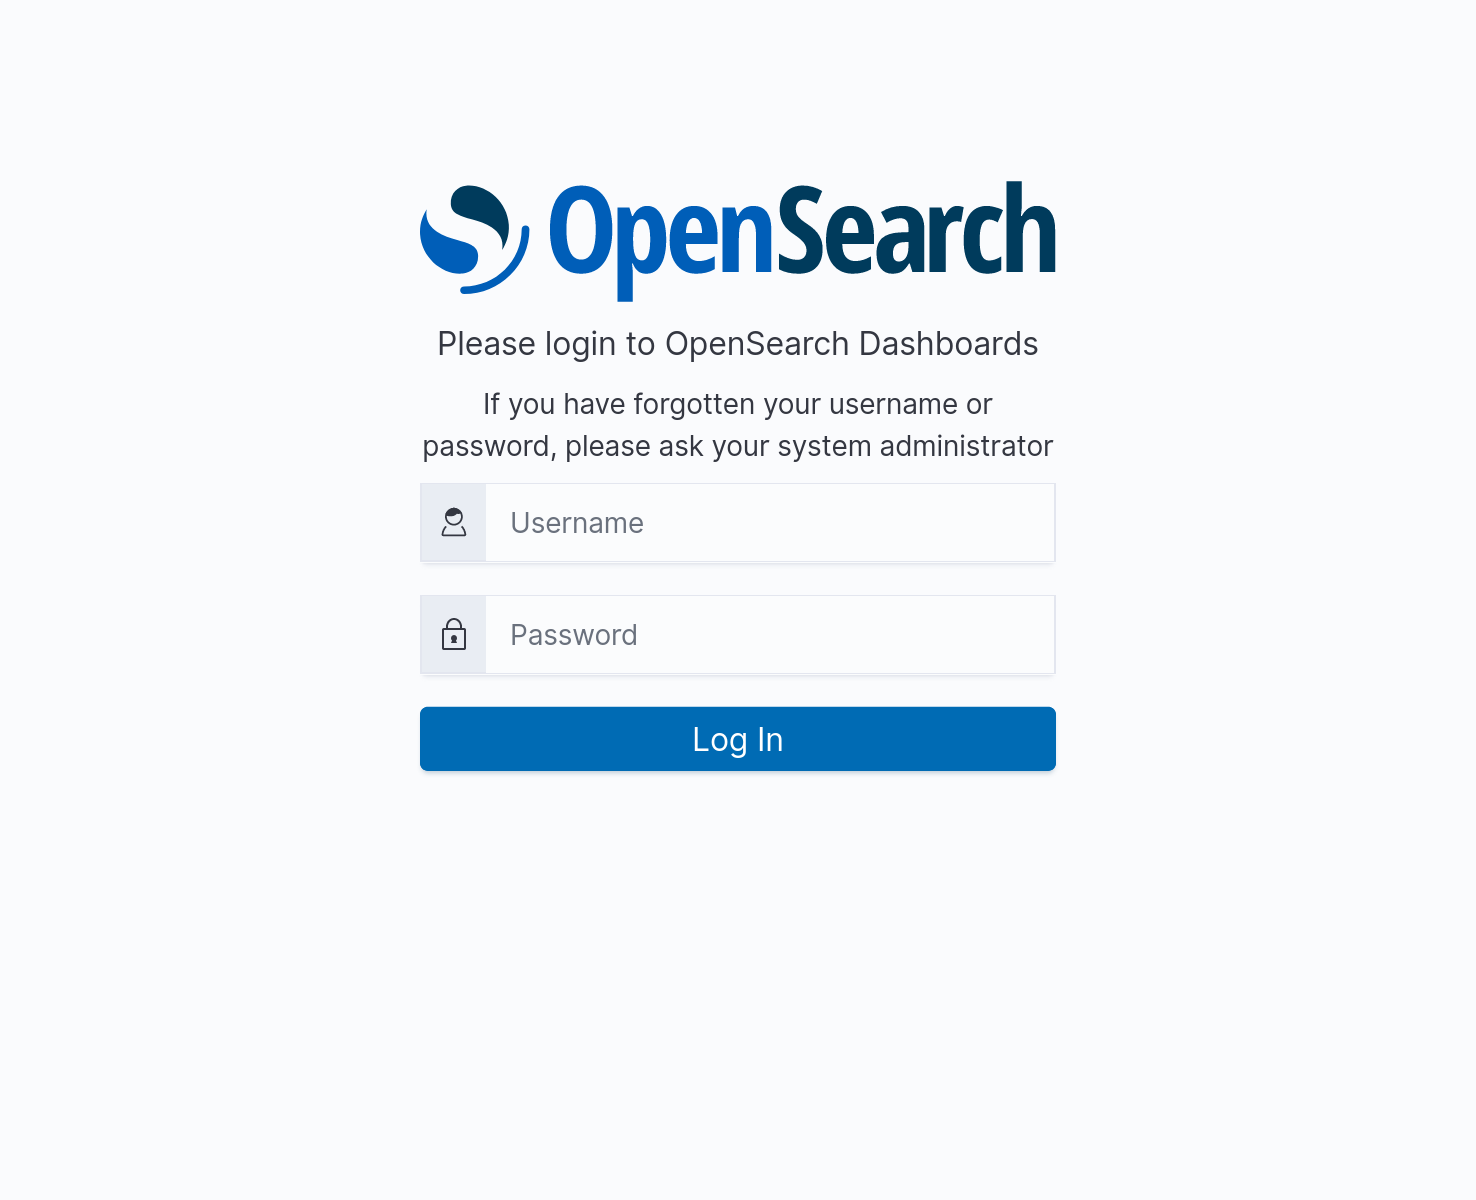 OpenSearch
Please login to OpenSearch Dashboards
If you have forgotten your username or
password, please ask your system administrator
Username
Password
Log In